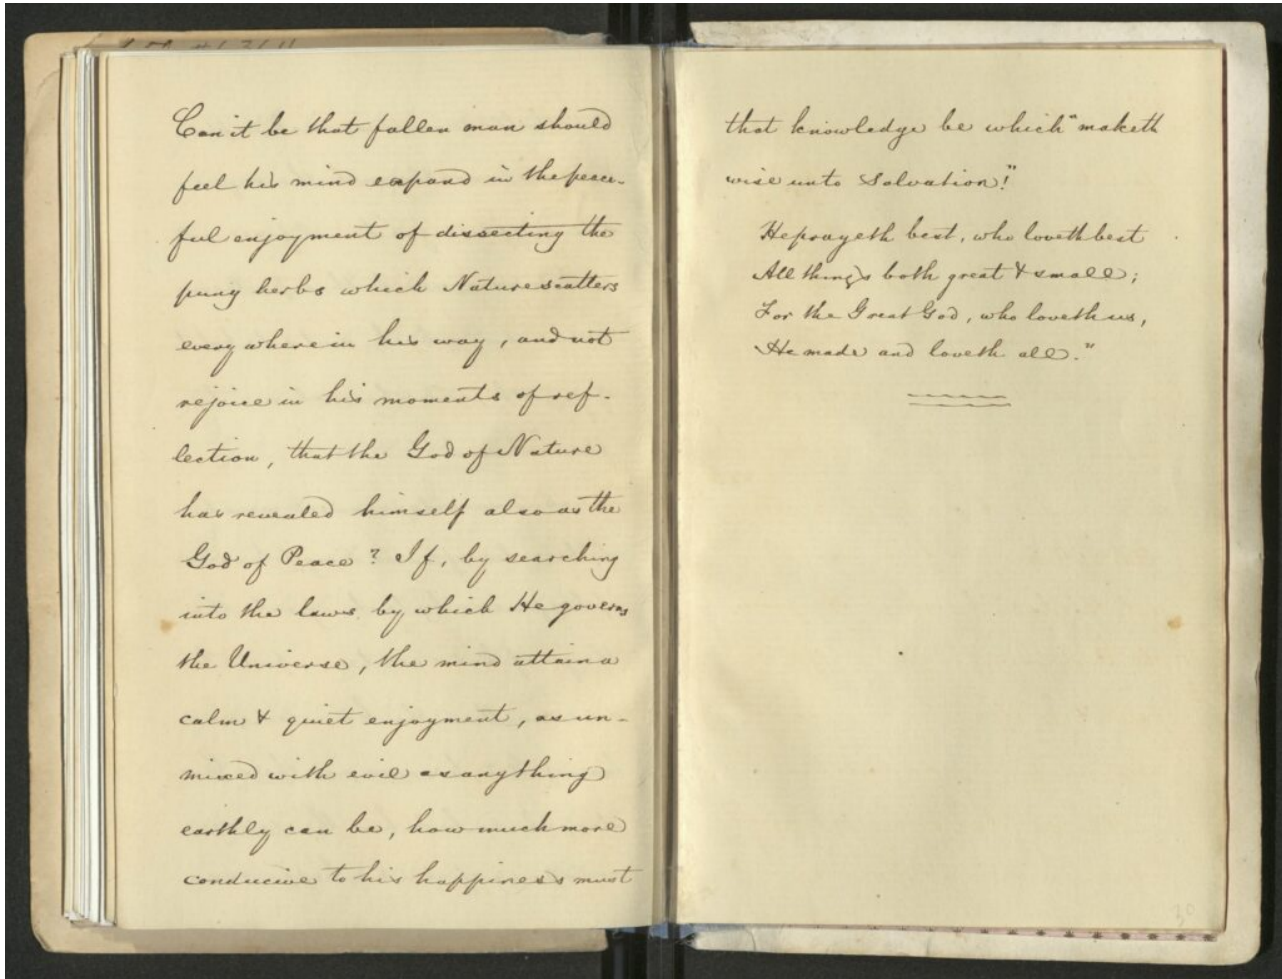 Can it be that fallen man should
feel his mind expand in the peace-
ful enjoyment of dissecting the
puny herbs which Nature scatters
every where in his way, and not
rejoice in his moments of ref-
lection, that the God of Nature
has revealed himself also as the
God of Peace? If, by searching
into the laws by which He governs
the Universe, the mind attain a
calm & quiet enjoyment, as un-
mixed with evil as anything
earthly can be, how much more
conducive to his happiness must
that knowledge be which "maketh
wise unto Salvation!"
He prayeth best, who loveth best
All things both great & small;
For the Great God, who loveth us,
He made and loveth all."
30